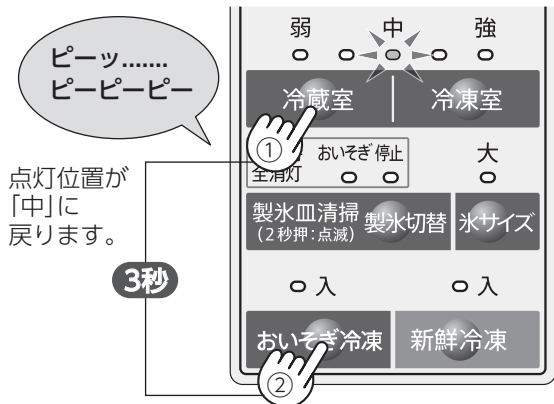 ピーッ.......
ピーピーピー
点灯位置が
「中」に
戻ります。
3秒
弱 中 強
冷蔵室 冷凍室
①
おいそぎ 停止
全消灯
大
製氷皿清掃
(2秒押:点滅)
製氷切替
氷サイズ
入 入
おいそぎ冷凍 新鮮冷凍
②